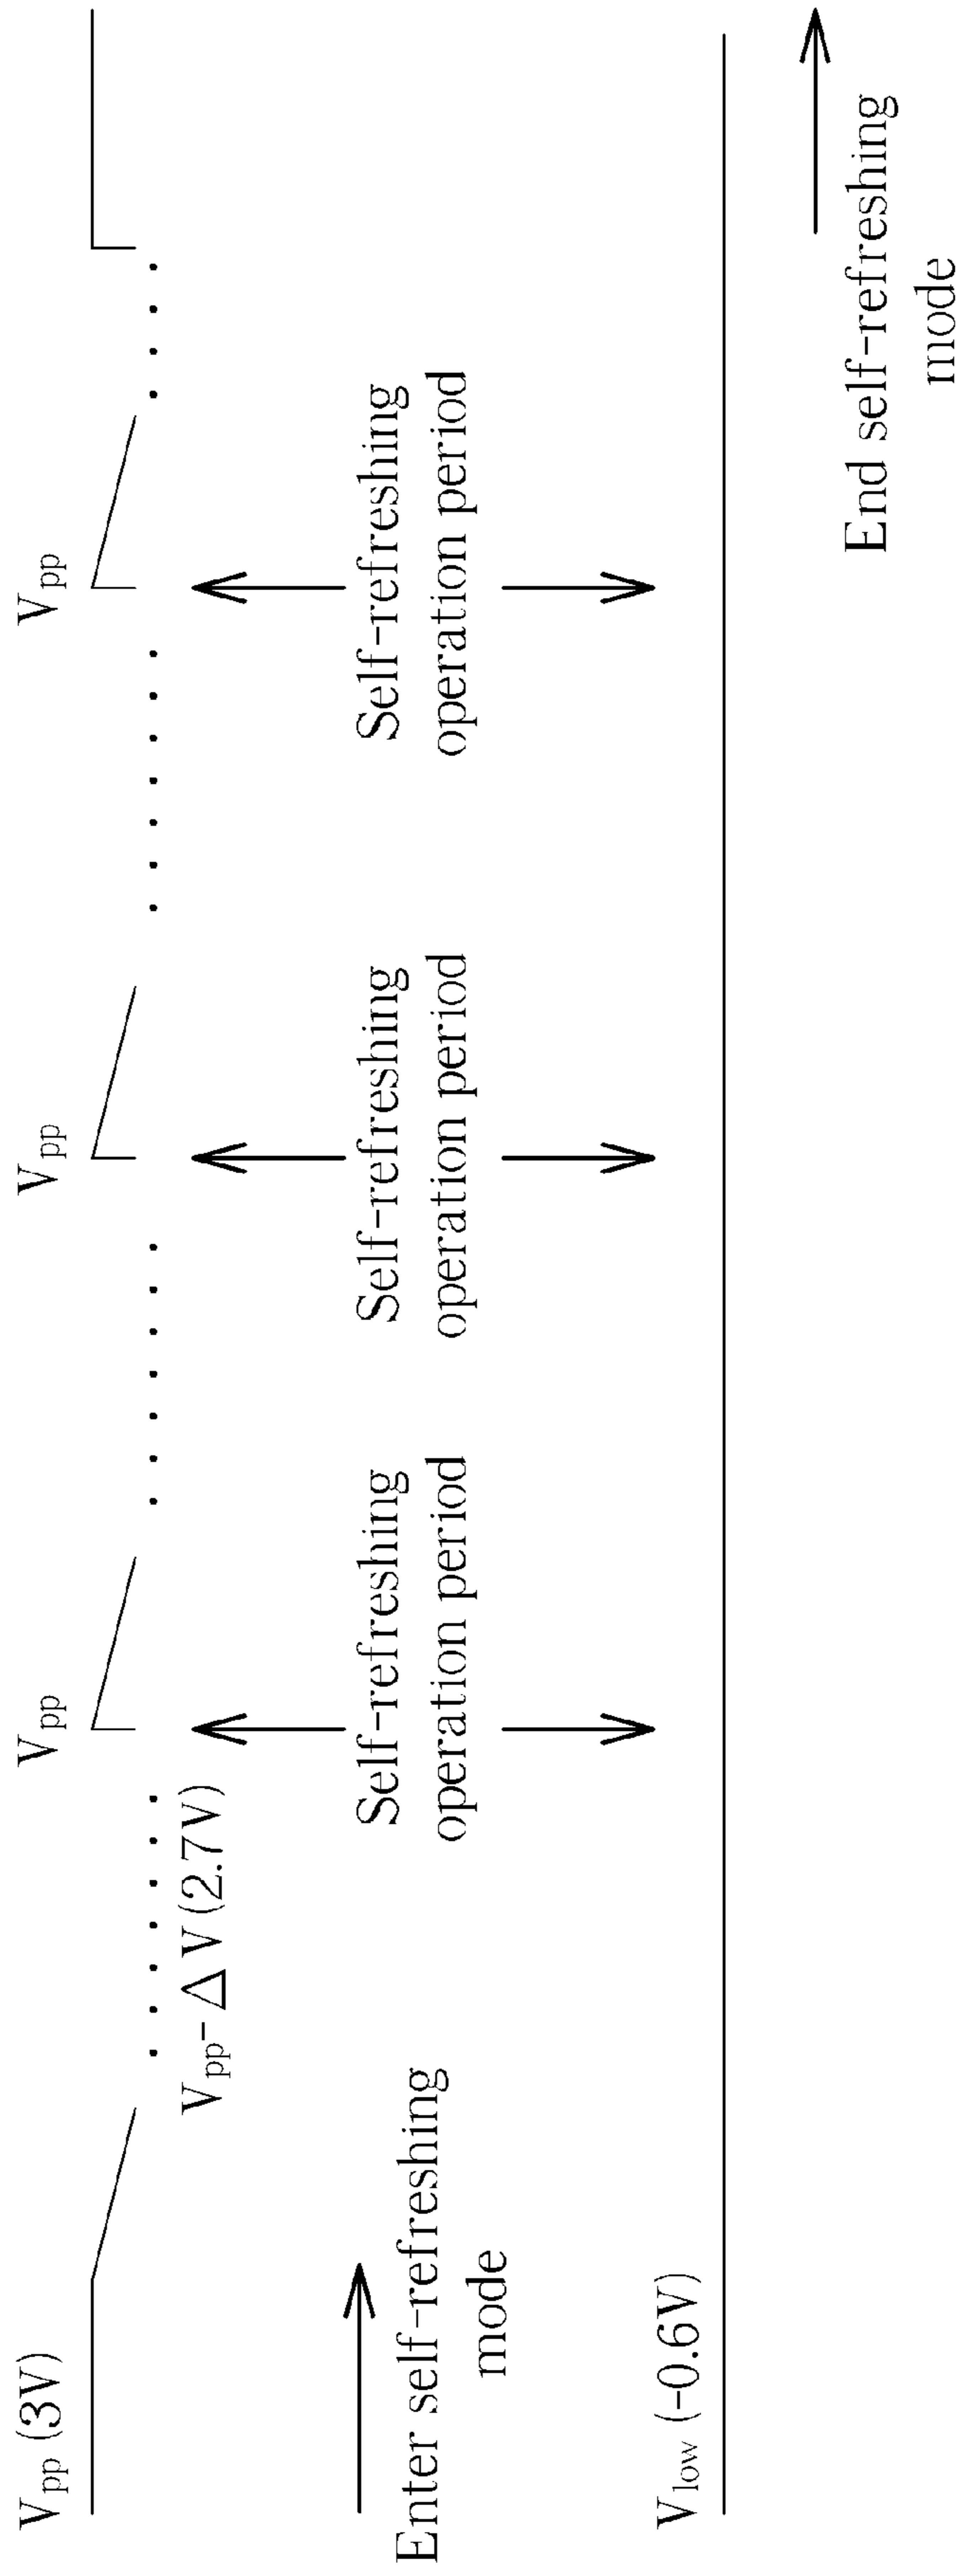 Vpp (3V)
Vpp
Vpp
Vpp
Vpp-ΔV (2.7V)
Enter self-refreshing
mode
Self-refreshing
operation period
Self-refreshing
operation period
Self-refreshing
operation period
Vlow (-0.6V)
End self-refreshing
mode